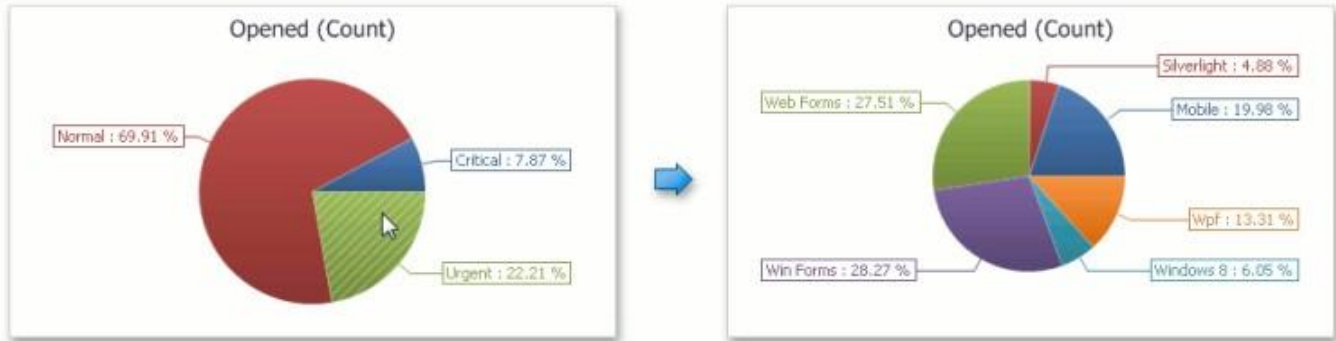 Opened (Count)
Normal : 69.91 %
Critical : 7.87 %
Urgent : 22.21 %
Opened (Count)
Silverlight : 4.88 %
Web Forms : 27.51 %
Mobile : 19.98 %
Wpf : 13.31 %
Win Forms : 28.27 %
Windows 8 : 6.05 %